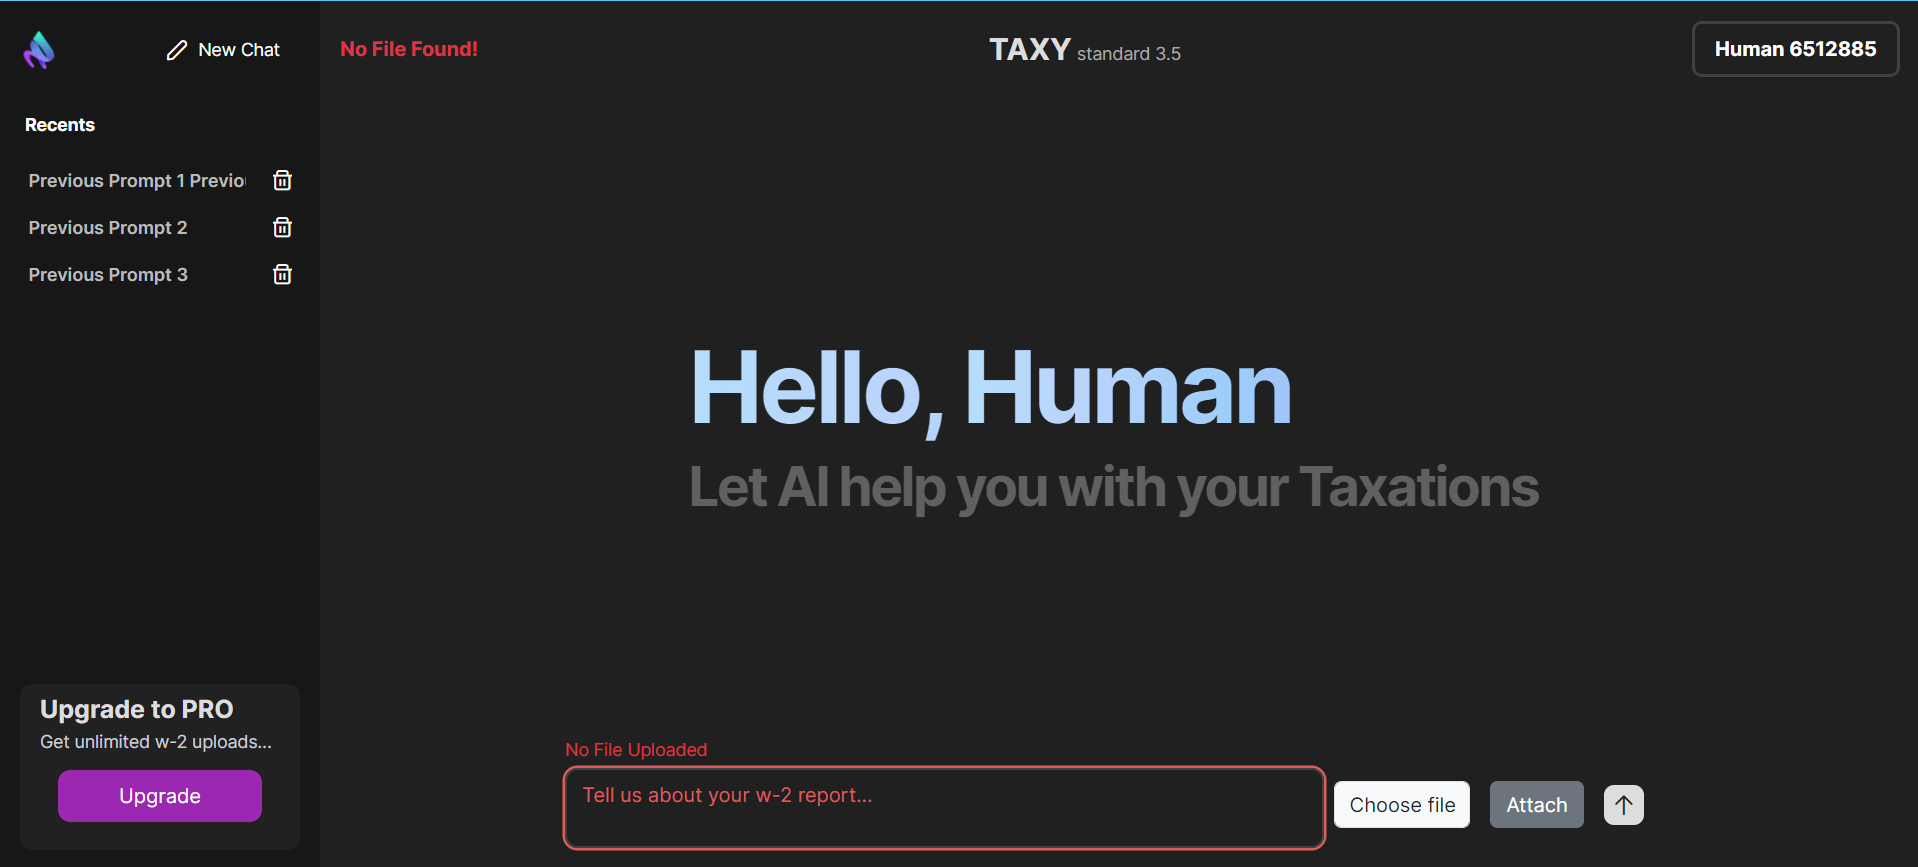 New Chat
No File Found!
TAXY standard 3.5
Human 6512885
Recents
Previous Prompt 1 Previo
Previous Prompt 2
Previous Prompt 3
Hello, Human
Let AI help you with your Taxations
Upgrade to PRO
Get unlimited w-2 uploads...
Upgrade
No File Uploaded
Tell us about your w-2 report...
Choose file
Attach